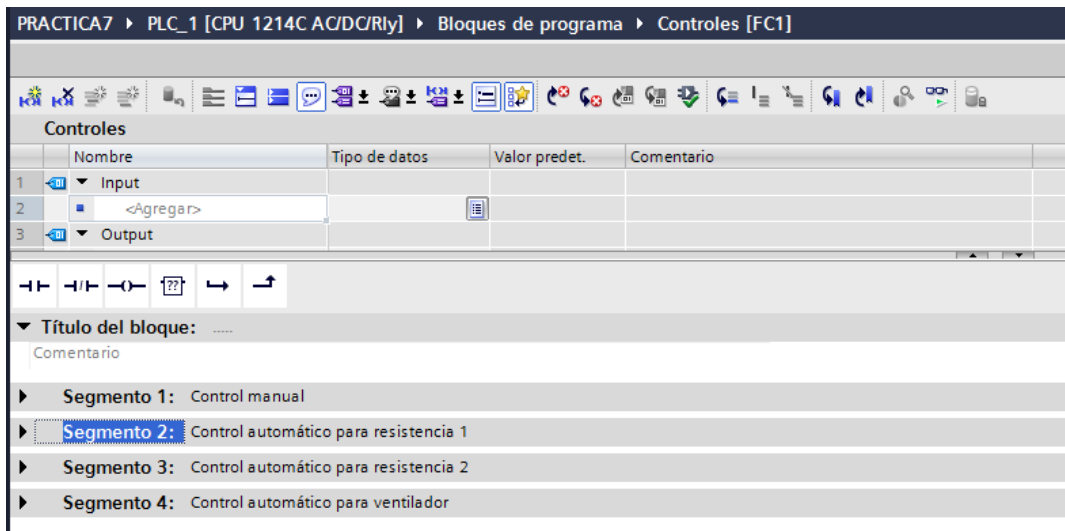 PRACTICA7 ▸ PLC_1 [CPU 1214C AC/DC/Rly] ▸ Bloques de programa ▸ Controles [FC1]
Controles
Nombre Tipo de datos Valor predet. Comentario
1 Input
2 <Agregar>
3 Output
??
Título del bloque: .....
Comentario
Segmento 1: Control manual
Segmento 2: Control automático para resistencia 1
Segmento 3: Control automático para resistencia 2
Segmento 4: Control automático para ventilador